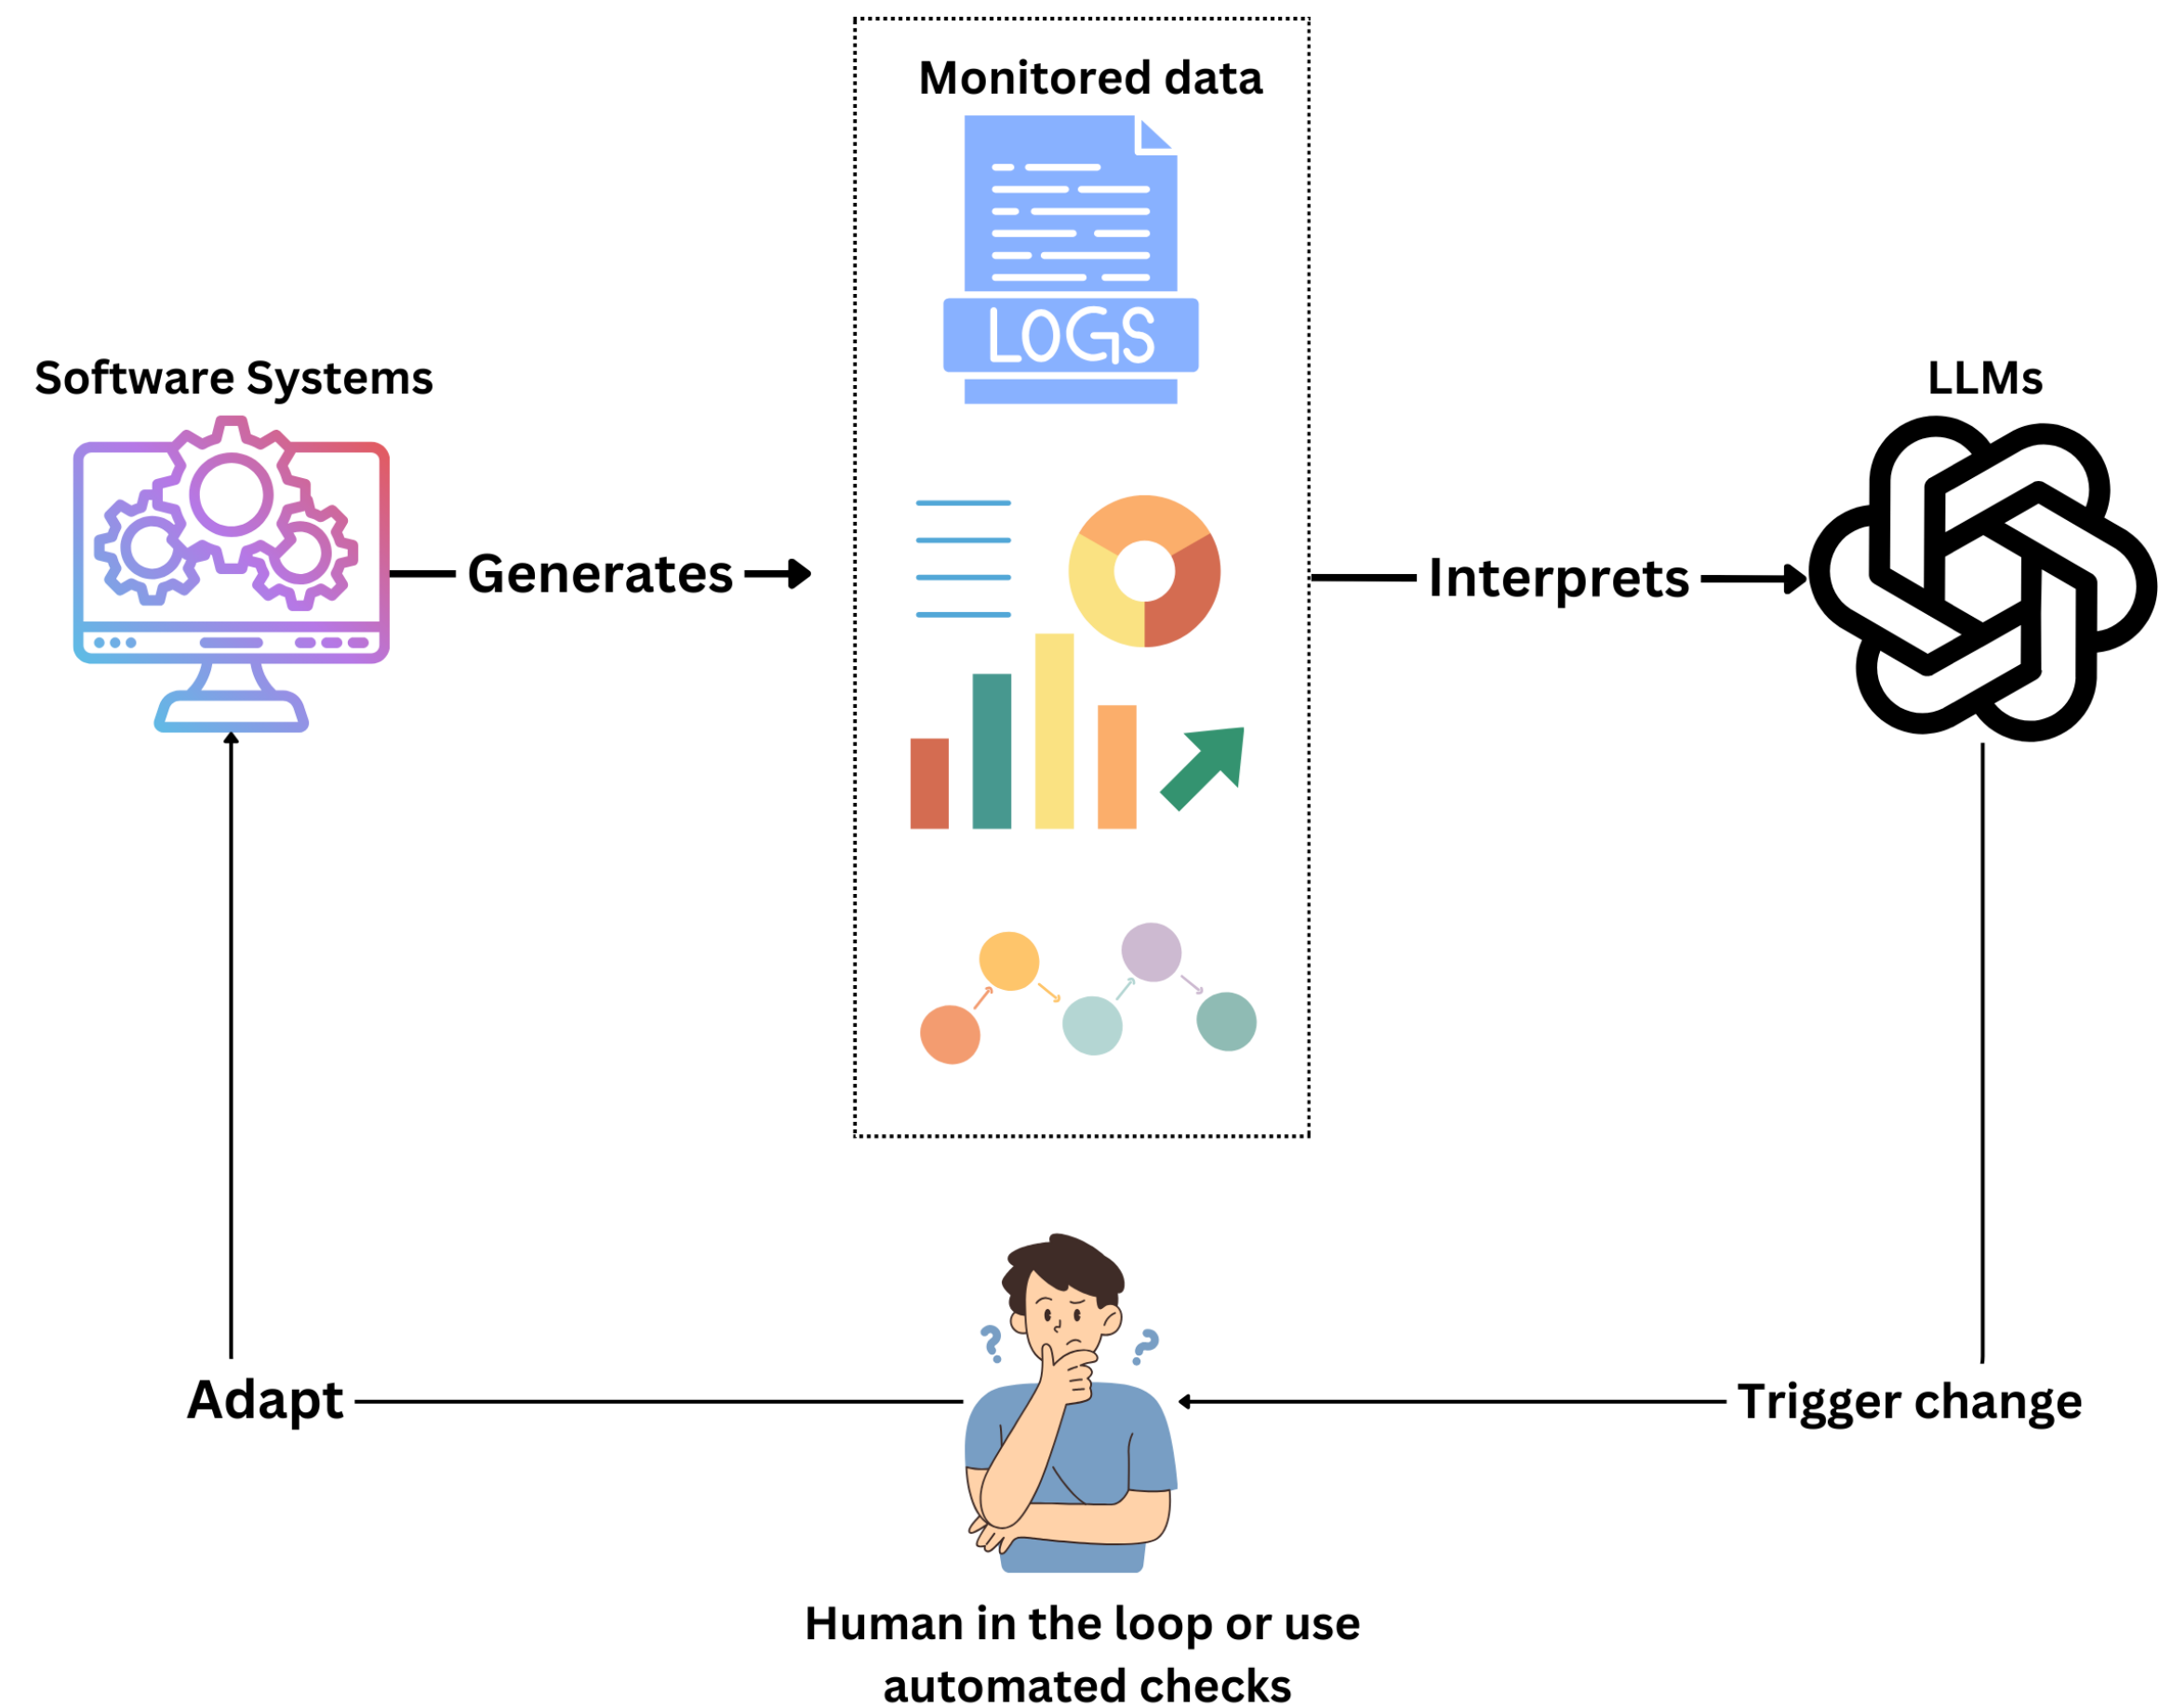 Monitored data
LOGS
Software Systems
LLMs
Generates
Interprets
? ?
Adapt
Trigger change
Human in the loop or use
automated checks